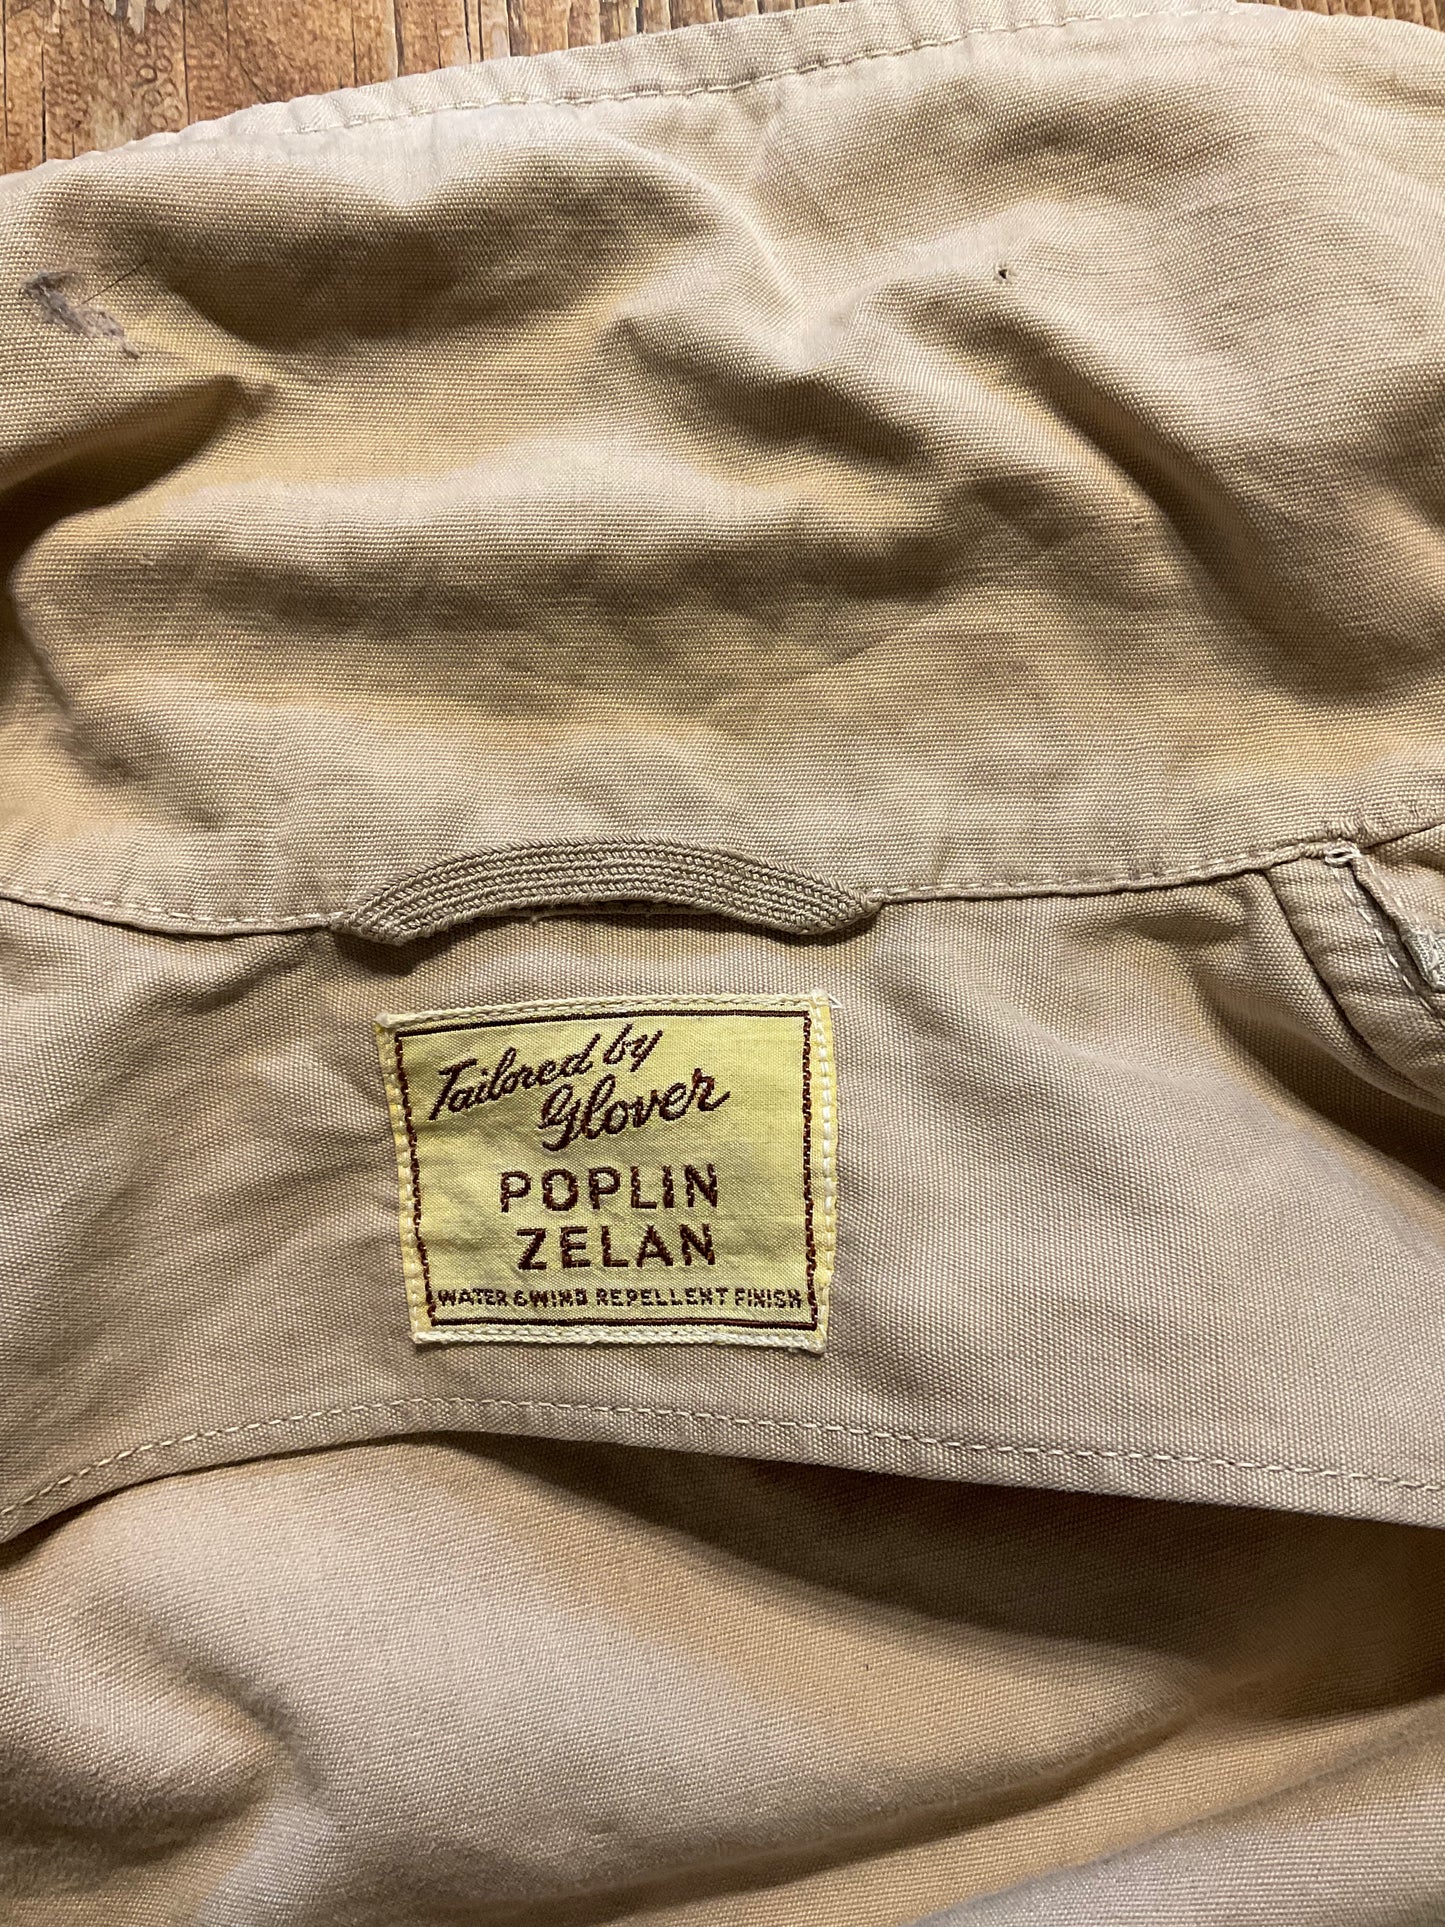 Tailored by
Glover
POPLIN
ZELAN
WATER & WIND REPELLENT FINISH